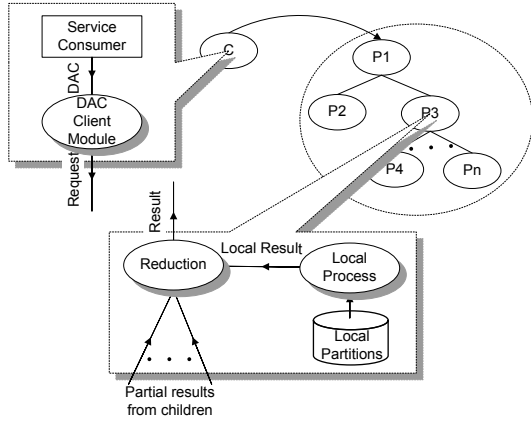 Service
Consumer
DAC
DAC
Client
Module
Request
C
P1
P2
P3
P4
Pn
Result
Reduction
Local Result
Local
Process
Local
Partitions
Partial results
from children